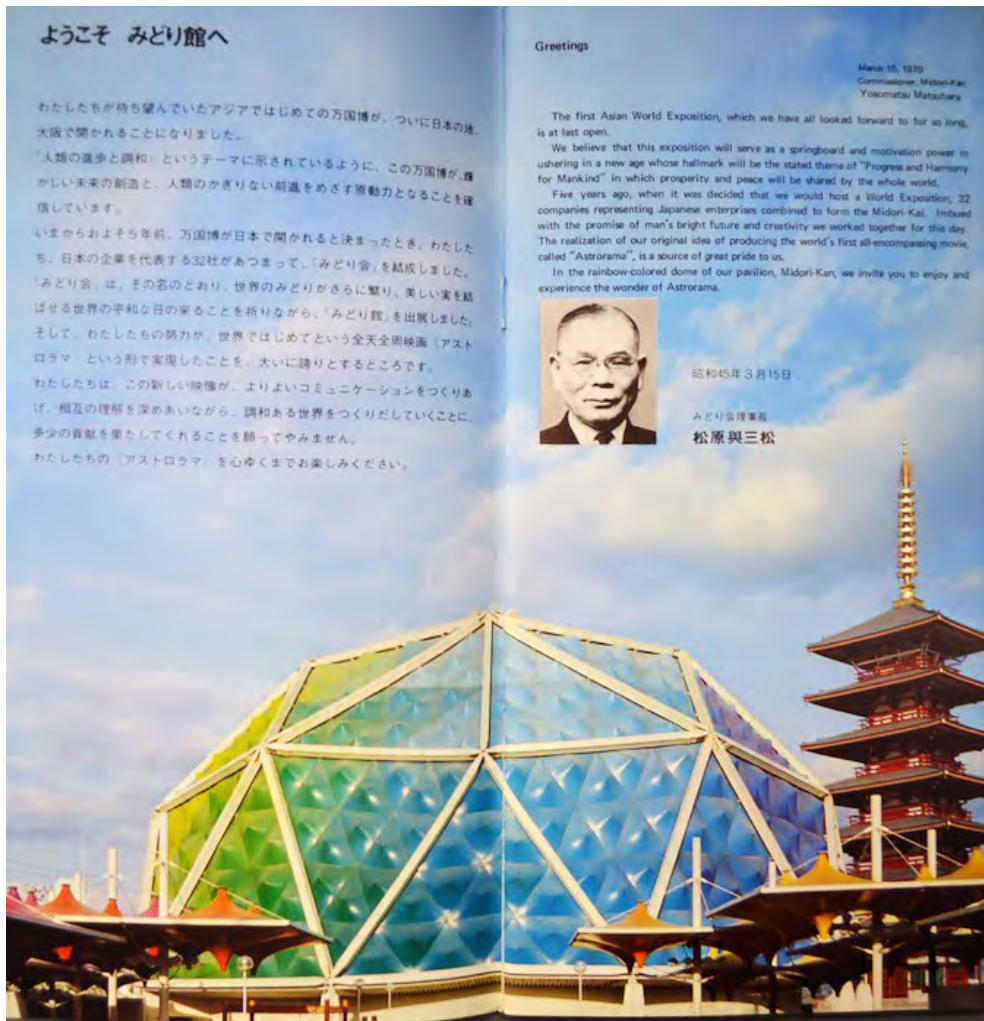 ようこそ みどり館へ
わたしたちが待ち望んでいたアジアではじめての万国博が、ついに日本の地、
大阪で開かれることになりました。
「人類の進歩と調和」というテーマに示されているように、この万国博が、輝
かしい未来の創造と、人類のかぎりない前進をめざす原動力となることを確
信しています。
いまからおよそ5年前、万国博が日本で開かれると決まったとき、わたした
ち、日本の企業を代表する32社があつまって、「みどり会」を結成しました。
「みどり会」は、その名のとおり、世界のみどりがさらに繁り、美しい実を結
ばせる世界の平和な日の来ることを祈りながら、「みどり館」を出展しました。
そして、わたしたちの努力が、世界ではじめてという全天全周映画〈アスト
ロラマ〉という形で実現したことを、大いに誇りとするところです。
わたしたちは、この新しい映像が、よりよいコミュニケーションをつくりあ
げ、相互の理解を深めあいながら、調和ある世界をつくりだしていくことに、
多少の貢献を果たしてくれることを願ってやみません。
わたしたちの〈アストロラマ〉を心ゆくまでお楽しみください。
Greetings
March 15, 1970
Commissioner, Midori-Kan
Yosomatsu Matsubara
The first Asian World Exposition, which we have all looked forward to for so long,
is at last open.
We believe that this exposition will serve as a springboard and motivation power in
ushering in a new age whose hallmark will be the stated theme of "Progress and Harmony
for Mankind" in which prosperity and peace will be shared by the whole world.
Five years ago, when it was decided that we would host a World Exposition, 32
companies representing Japanese enterprises combined to form the Midori-Kai. Imbued
with the promise of man's bright future and creativity we worked together for this day.
The realization of our original idea of producing the world's first all-encompassing movie,
called "Astrorama", is a source of great pride to us.
In the rainbow-colored dome of our pavilion, Midori-Kan, we invite you to enjoy and
experience the wonder of Astrorama.
昭和45年3月15日
みどり会理事長
松原與三松